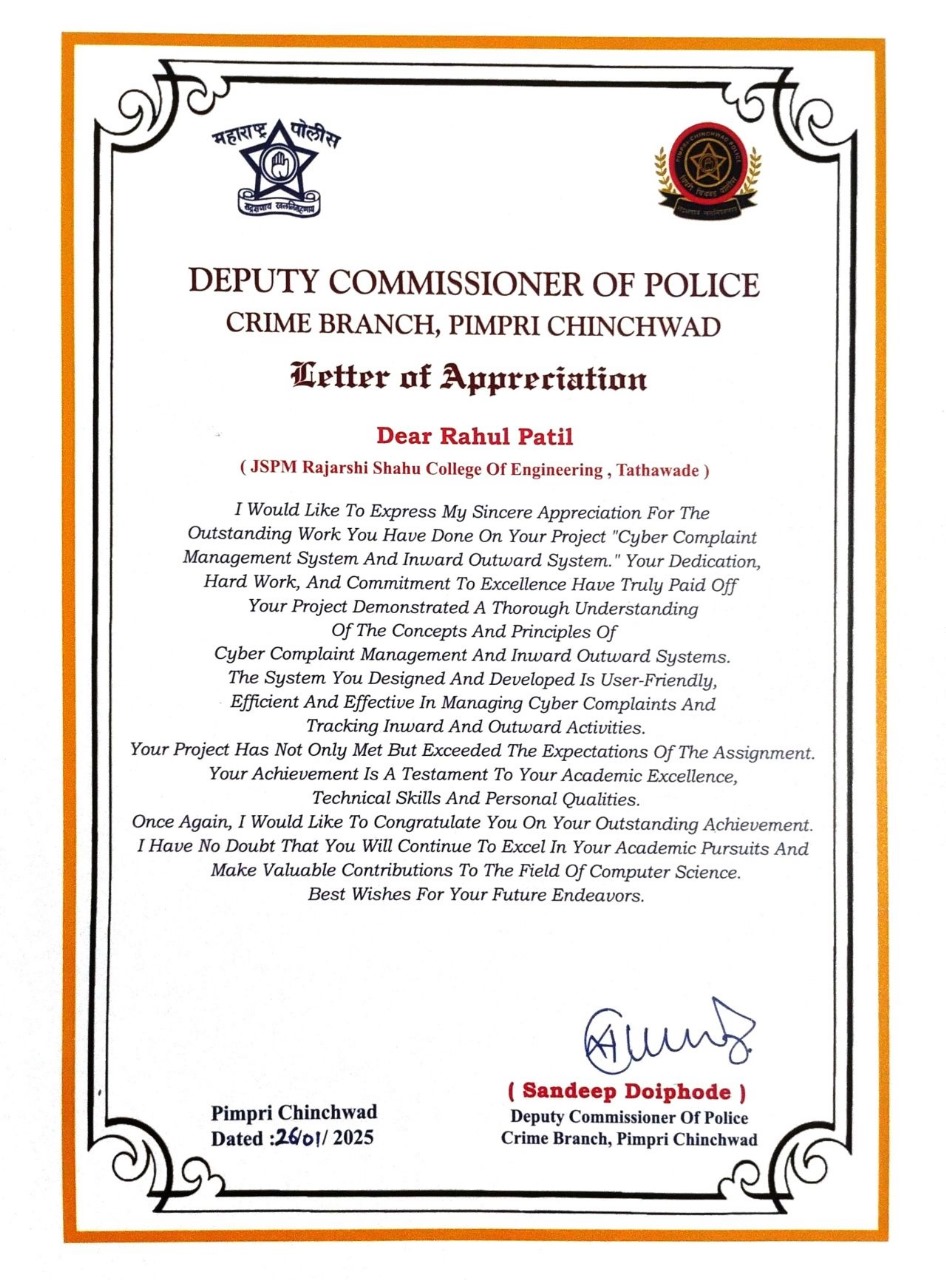 महाराष्ट्र पोलीस
PIMPRI-CHINCHWAD POLICE
DEPUTY COMMISSIONER OF POLICE
CRIME BRANCH, PIMPRI CHINCHWAD
Letter of Appreciation
Dear Rahul Patil
( JSPM Rajarshi Shahu College Of Engineering , Tathawade )
I Would Like To Express My Sincere Appreciation For The
Outstanding Work You Have Done On Your Project "Cyber Complaint
Management System And Inward Outward System." Your Dedication,
Hard Work, And Commitment To Excellence Have Truly Paid Off
Your Project Demonstrated A Thorough Understanding
Of The Concepts And Principles Of
Cyber Complaint Management And Inward Outward Systems.
The System You Designed And Developed Is User-Friendly,
Efficient And Effective In Managing Cyber Complaints And
Tracking Inward And Outward Activities.
Your Project Has Not Only Met But Exceeded The Expectations Of The Assignment.
Your Achievement Is A Testament To Your Academic Excellence,
Technical Skills And Personal Qualities.
Once Again, I Would Like To Congratulate You On Your Outstanding Achievement.
I Have No Doubt That You Will Continue To Excel In Your Academic Pursuits And
Make Valuable Contributions To The Field Of Computer Science.
Best Wishes For Your Future Endeavors.
( Sandeep Doiphode )
Deputy Commissioner Of Police
Crime Branch, Pimpri Chinchwad
Pimpri Chinchwad
Dated :26/01/ 2025